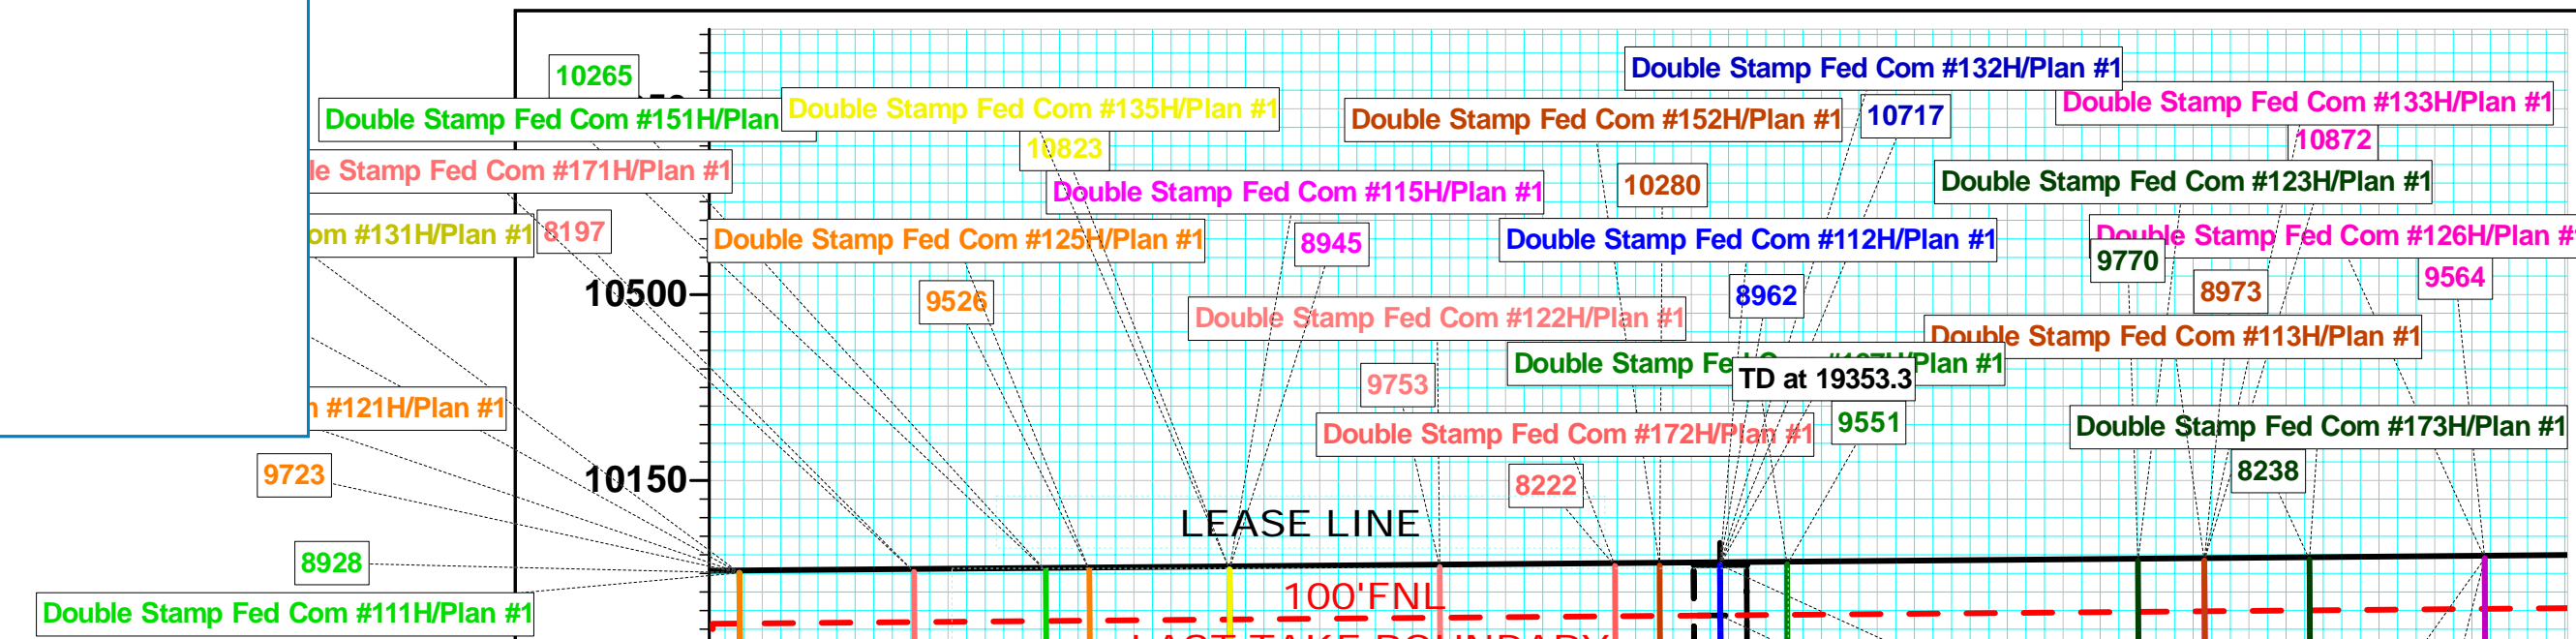 Double Stamp Fed Com #132H/Plan #1
10265
Double Stamp Fed Com #151H/Plan
Double Stamp Fed Com #135H/Plan #1
Double Stamp Fed Com #152H/Plan #1
10717
Double Stamp Fed Com #133H/Plan #1
10823
10872
le Stamp Fed Com #171H/Plan #1
Double Stamp Fed Com #115H/Plan #1
10280
Double Stamp Fed Com #123H/Plan #1
om #131H/Plan #1
8197
Double Stamp Fed Com #125H/Plan #1
8945
Double Stamp Fed Com #112H/Plan #1
Double Stamp Fed Com #126H/Plan #
9770
10500
9526
8962
8973
9564
Double Stamp Fed Com #122H/Plan #1
Double Stamp Fed Com #113H/Plan #1
Double Stamp Fe Plan #1
TD at 19353.3
9753
n #121H/Plan #1
9551
Double Stamp Fed Com #172H/Plan #1
Double Stamp Fed Com #173H/Plan #1
9723
10150
8222
8238
LEASE LINE
8928
100'FNL
Double Stamp Fed Com #111H/Plan #1
LAST TAKE BOUNDARY